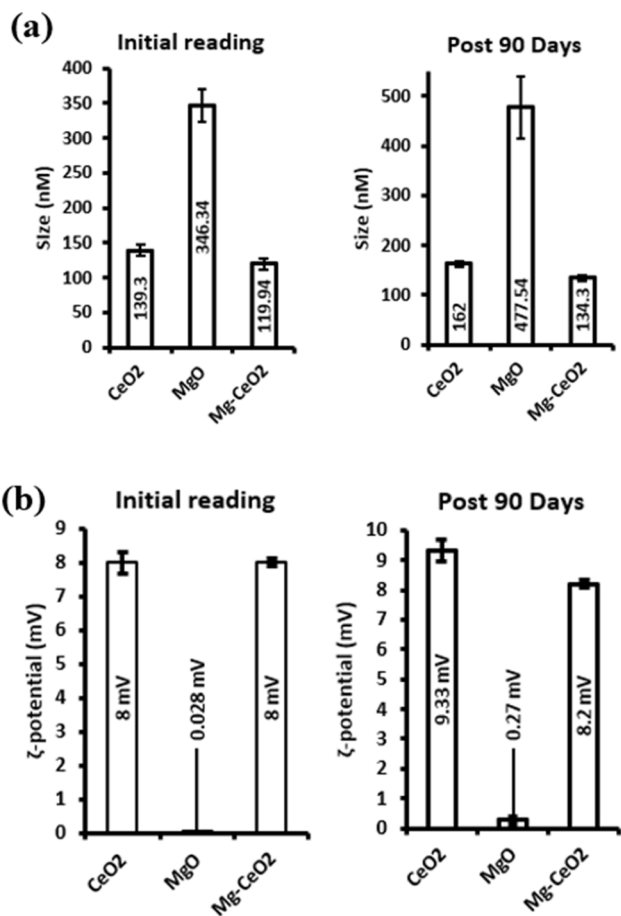 (a)
Initial reading
Size (nM)
400
350
300
250
200
150
100
50
0
139.3
346.34
119.94
CeO2
MgO
Mg-CeO2
Post 90 Days
Size (nM)
500
400
300
200
100
0
162
477.54
134.3
CeO2
MgO
Mg-CeO2
(b)
Initial reading
ζ-potential (mV)
9
8
7
6
5
4
3
2
1
0
8 mV
0.028 mV
8 mV
CeO2
MgO
Mg-CeO2
Post 90 Days
ζ-potential (mV)
10
9
8
7
6
5
4
3
2
1
0
9.33 mV
0.27 mV
8.2 mV
CeO2
MgO
Mg-CeO2